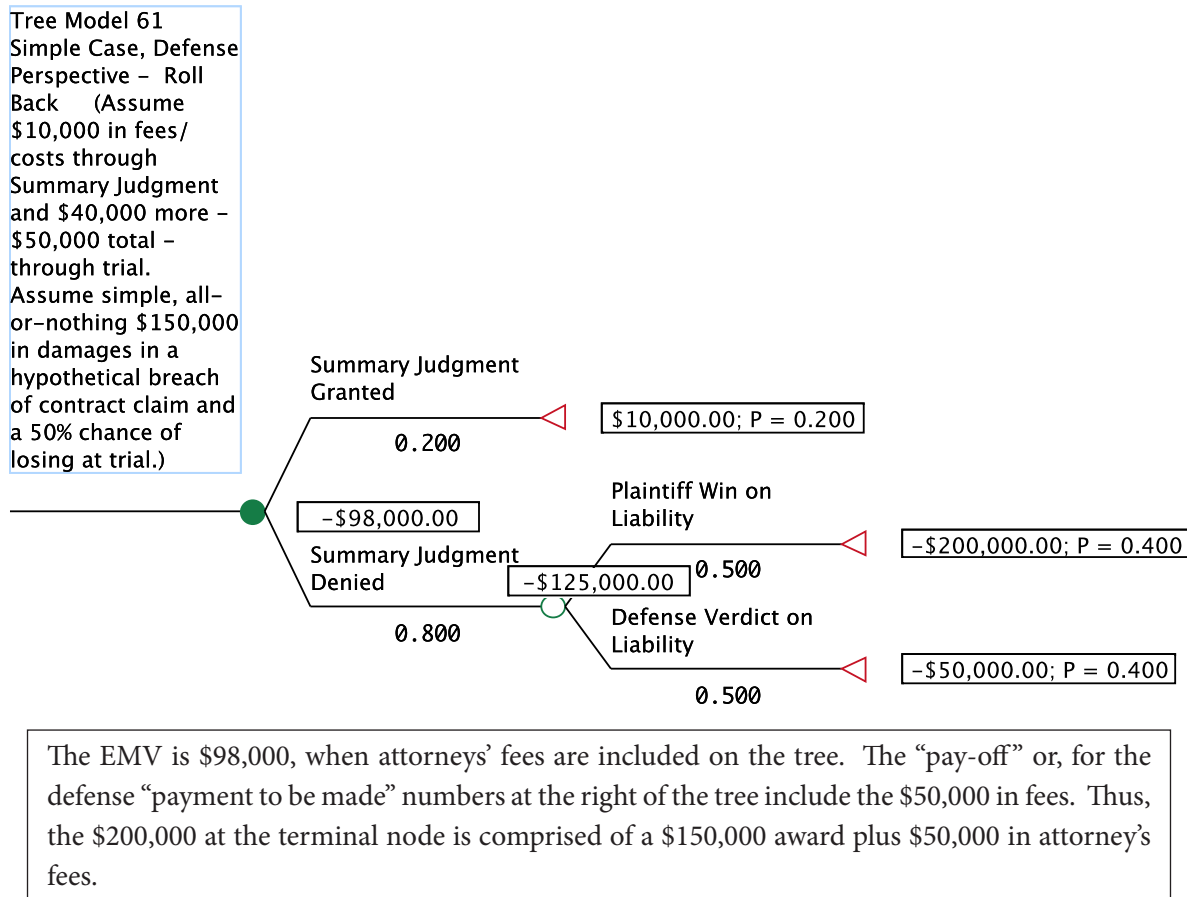 Tree Model 61
Simple Case, Defense
Perspective – Roll
Back (Assume
$10,000 in fees/
costs through
Summary Judgment
and $40,000 more –
$50,000 total –
through trial.
Assume simple, all–
or–nothing $150,000
in damages in a
hypothetical breach
of contract claim and
a 50% chance of
losing at trial.)
Summary Judgment
Granted
0.200
$10,000.00; P = 0.200
–$98,000.00
Summary Judgment
Denied
0.800
–$125,000.00
Plaintiff Win on
Liability
0.500
–$200,000.00; P = 0.400
Defense Verdict on
Liability
0.500
–$50,000.00; P = 0.400
The EMV is $98,000, when attorneys’ fees are included on the tree. The “pay-off” or, for the
defense “payment to be made” numbers at the right of the tree include the $50,000 in fees. Thus,
the $200,000 at the terminal node is comprised of a $150,000 award plus $50,000 in attorney’s
fees.